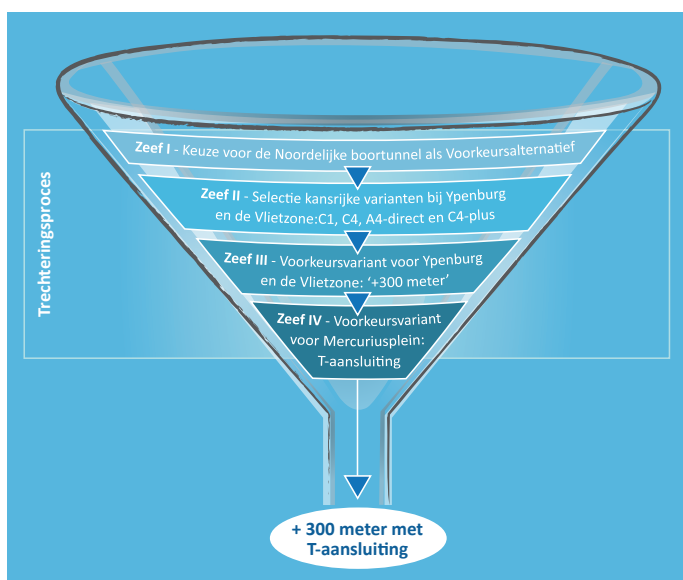 Trechteringsproces
Zeef I - Keuze voor de Noordelijke boortunnel als Voorkeursalternatief
Zeef II - Selectie kansrijke varianten bij Ypenburg
en de Vlietzone:C1, C4, A4-direct en C4-plus
Zeef III - Voorkeursvariant voor Ypenburg
en de Vlietzone: ‘+300 meter’
Zeef IV - Voorkeursvariant
voor Mercuriusplein:
T-aansluiting
+ 300 meter met
T-aansluiting